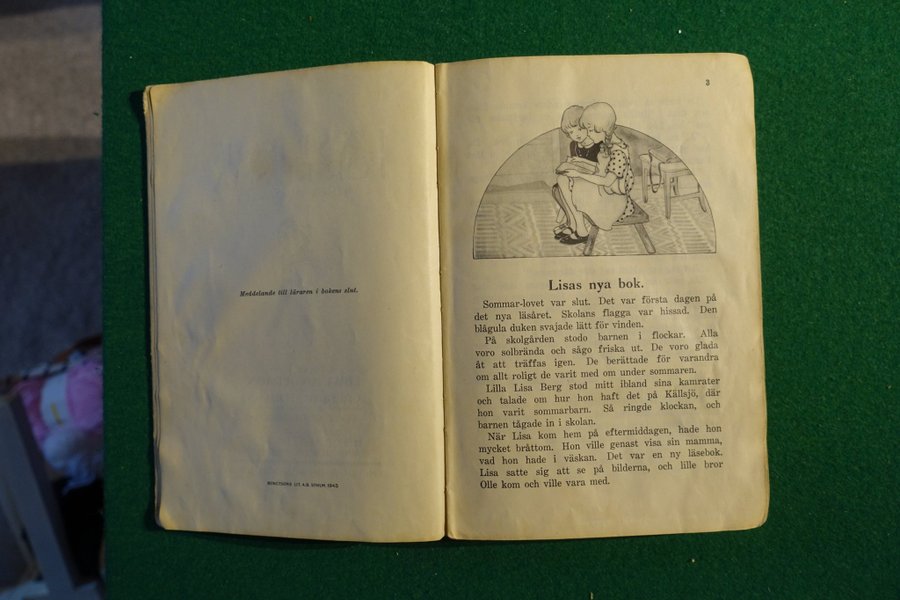 Meddelande till läraren i bokens slut.
BENGTSONS LIT. A.B. STHLM. 1940
3
Lisas nya bok.
Sommar-lovet var slut. Det var första dagen på
det nya läsåret. Skolans flagga var hissad. Den
blågula duken svajade lätt för vinden.
På skolgården stodo barnen i flockar. Alla
voro solbrända och sågo friska ut. De voro glada
åt att träffas igen. De berättade för varandra
om allt roligt de varit med om under sommaren.
Lilla Lisa Berg stod mitt ibland sina kamrater
och talade om hur hon haft det på Källsjö, där
hon varit sommarbarn. Så ringde klockan, och
barnen tågade in i skolan.
När Lisa kom hem på eftermiddagen, hade hon
mycket bråttom. Hon ville genast visa sin mamma,
vad hon hade i väskan. Det var en ny läsebok.
Lisa satte sig att se på bilderna, och lille bror
Olle kom och ville vara med.